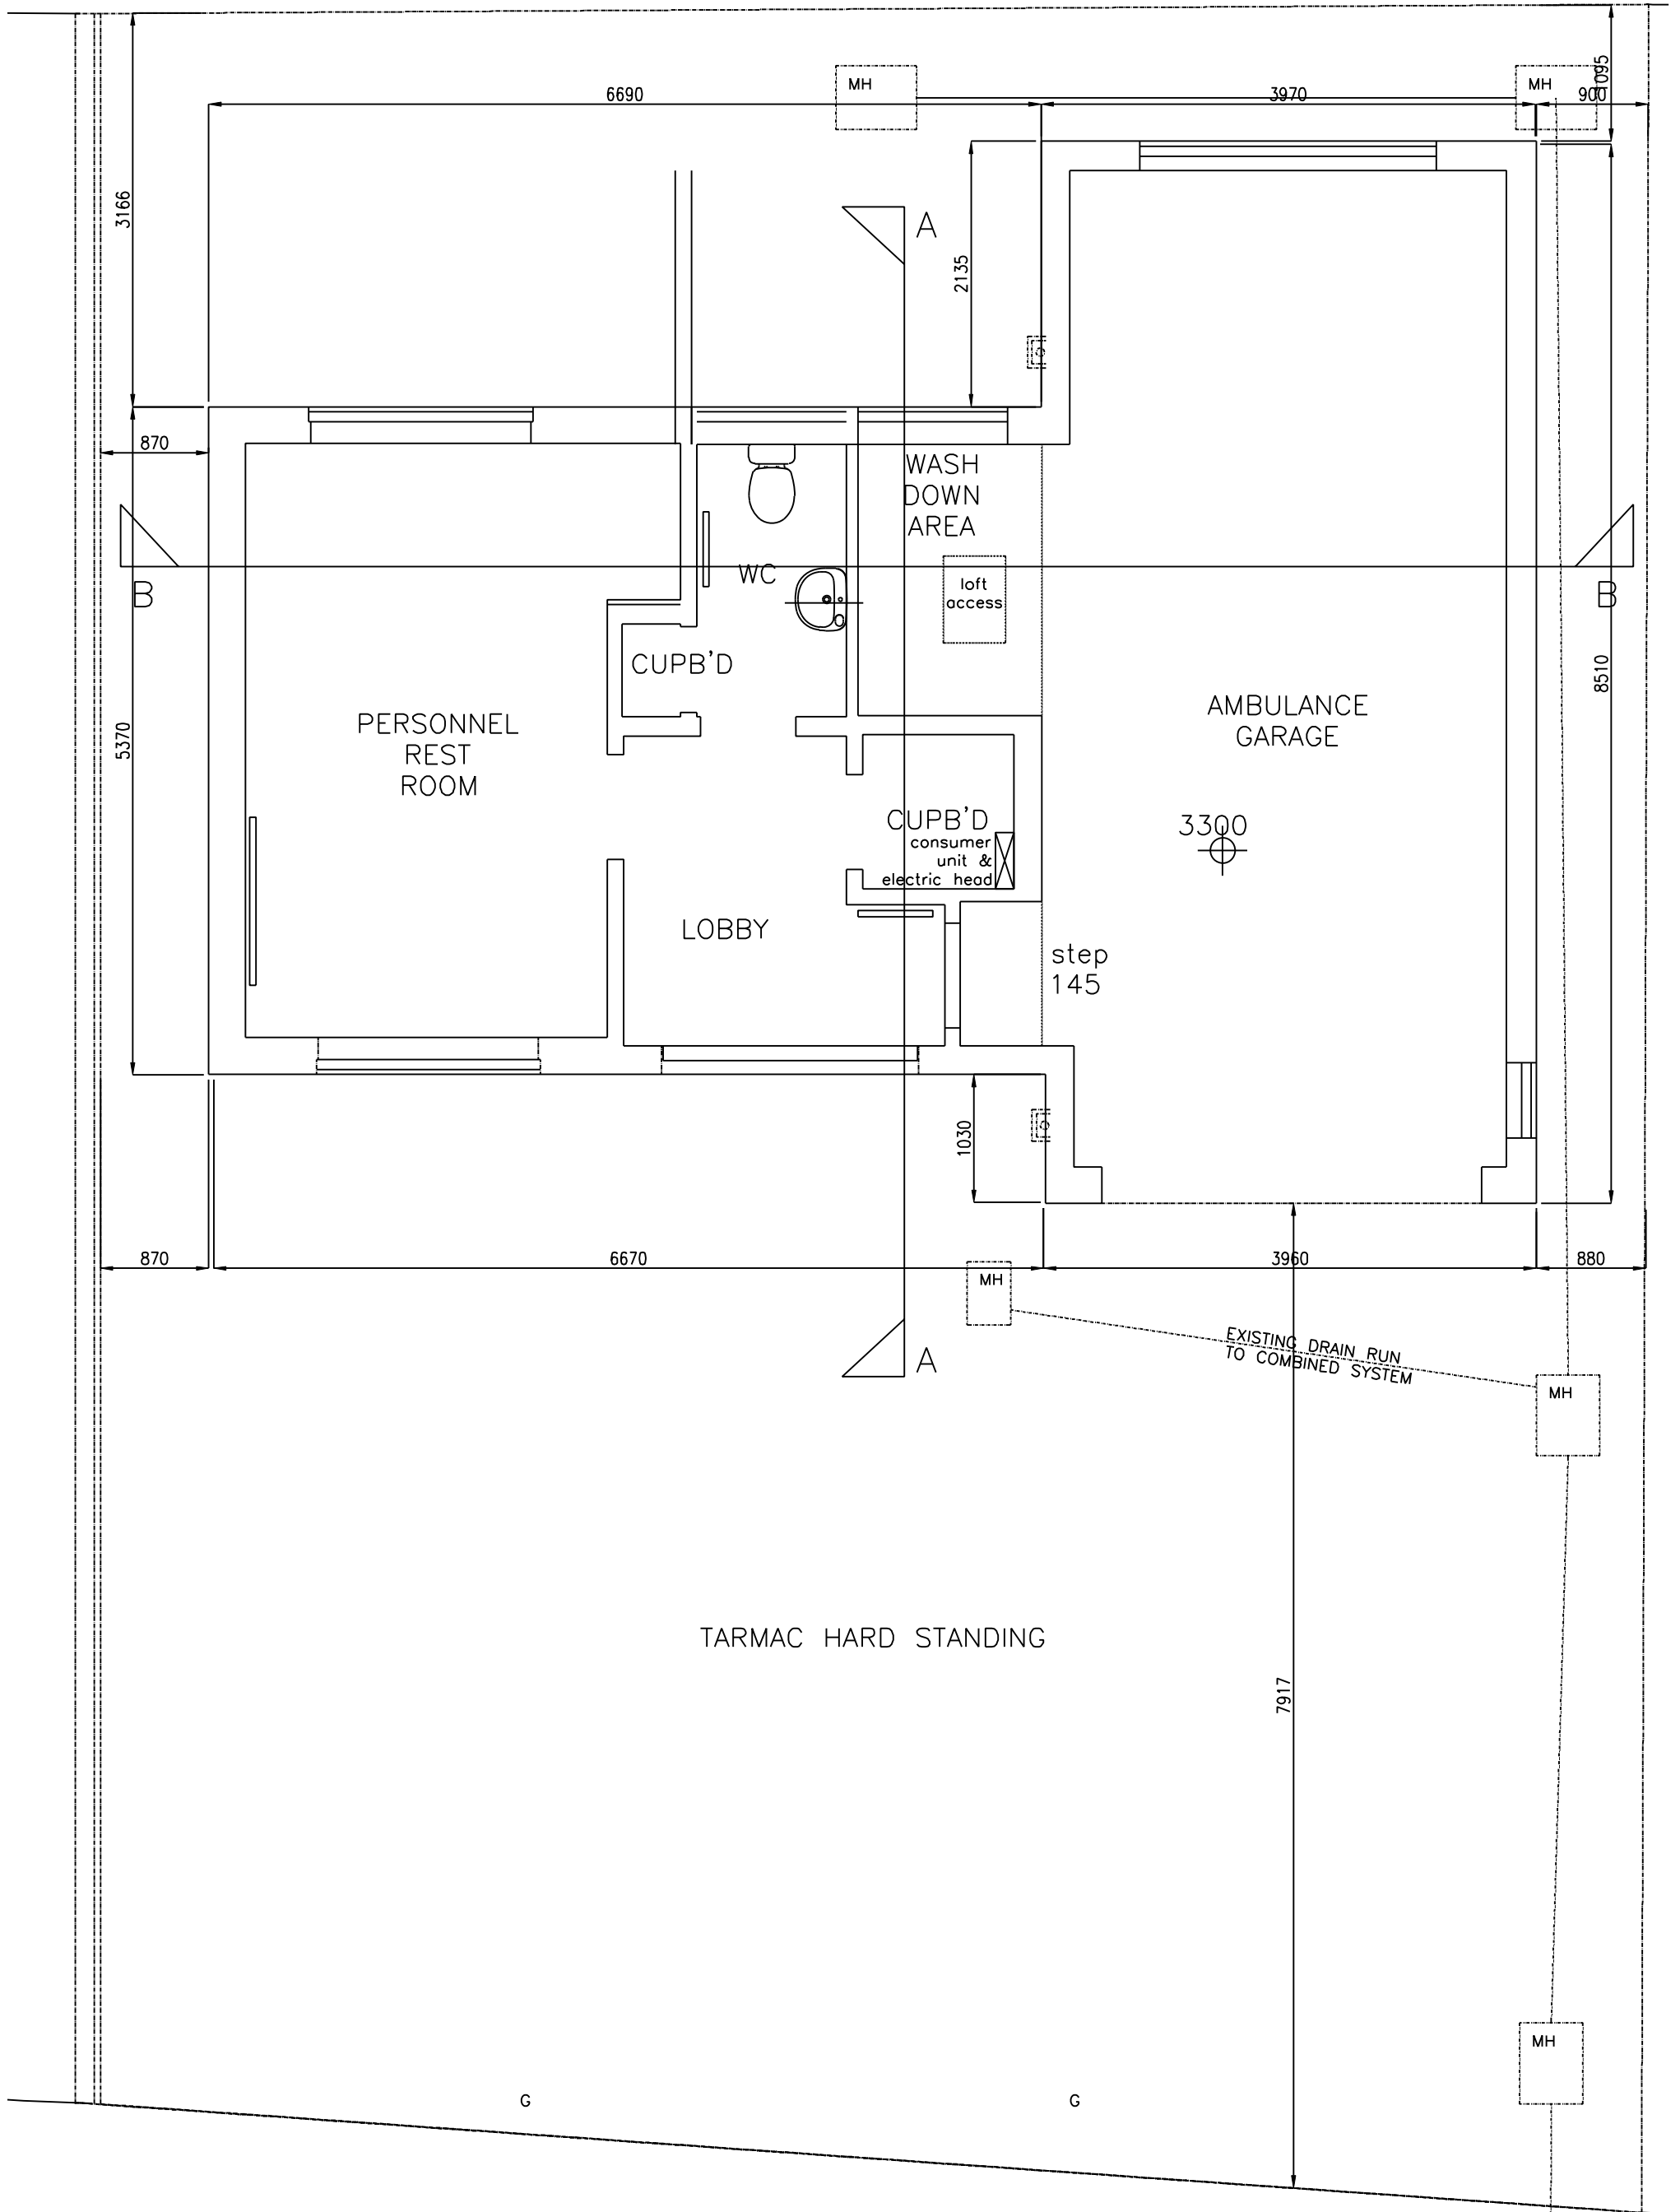 1095
MH
MH
6690
3970
900
3166
A
2135
870
WASH
DOWN
AREA
WC
loft
access
B
B
CUPB'D
8510
AMBULANCE
GARAGE
PERSONNEL
REST
ROOM
5370
3300
CUPB'D
consumer
unit &
electric head
LOBBY
step
145
1030
870
6670
3960
880
MH
EXISTING DRAIN RUN
TO COMBINED SYSTEM
A
MH
TARMAC HARD STANDING
7917
MH
G
G